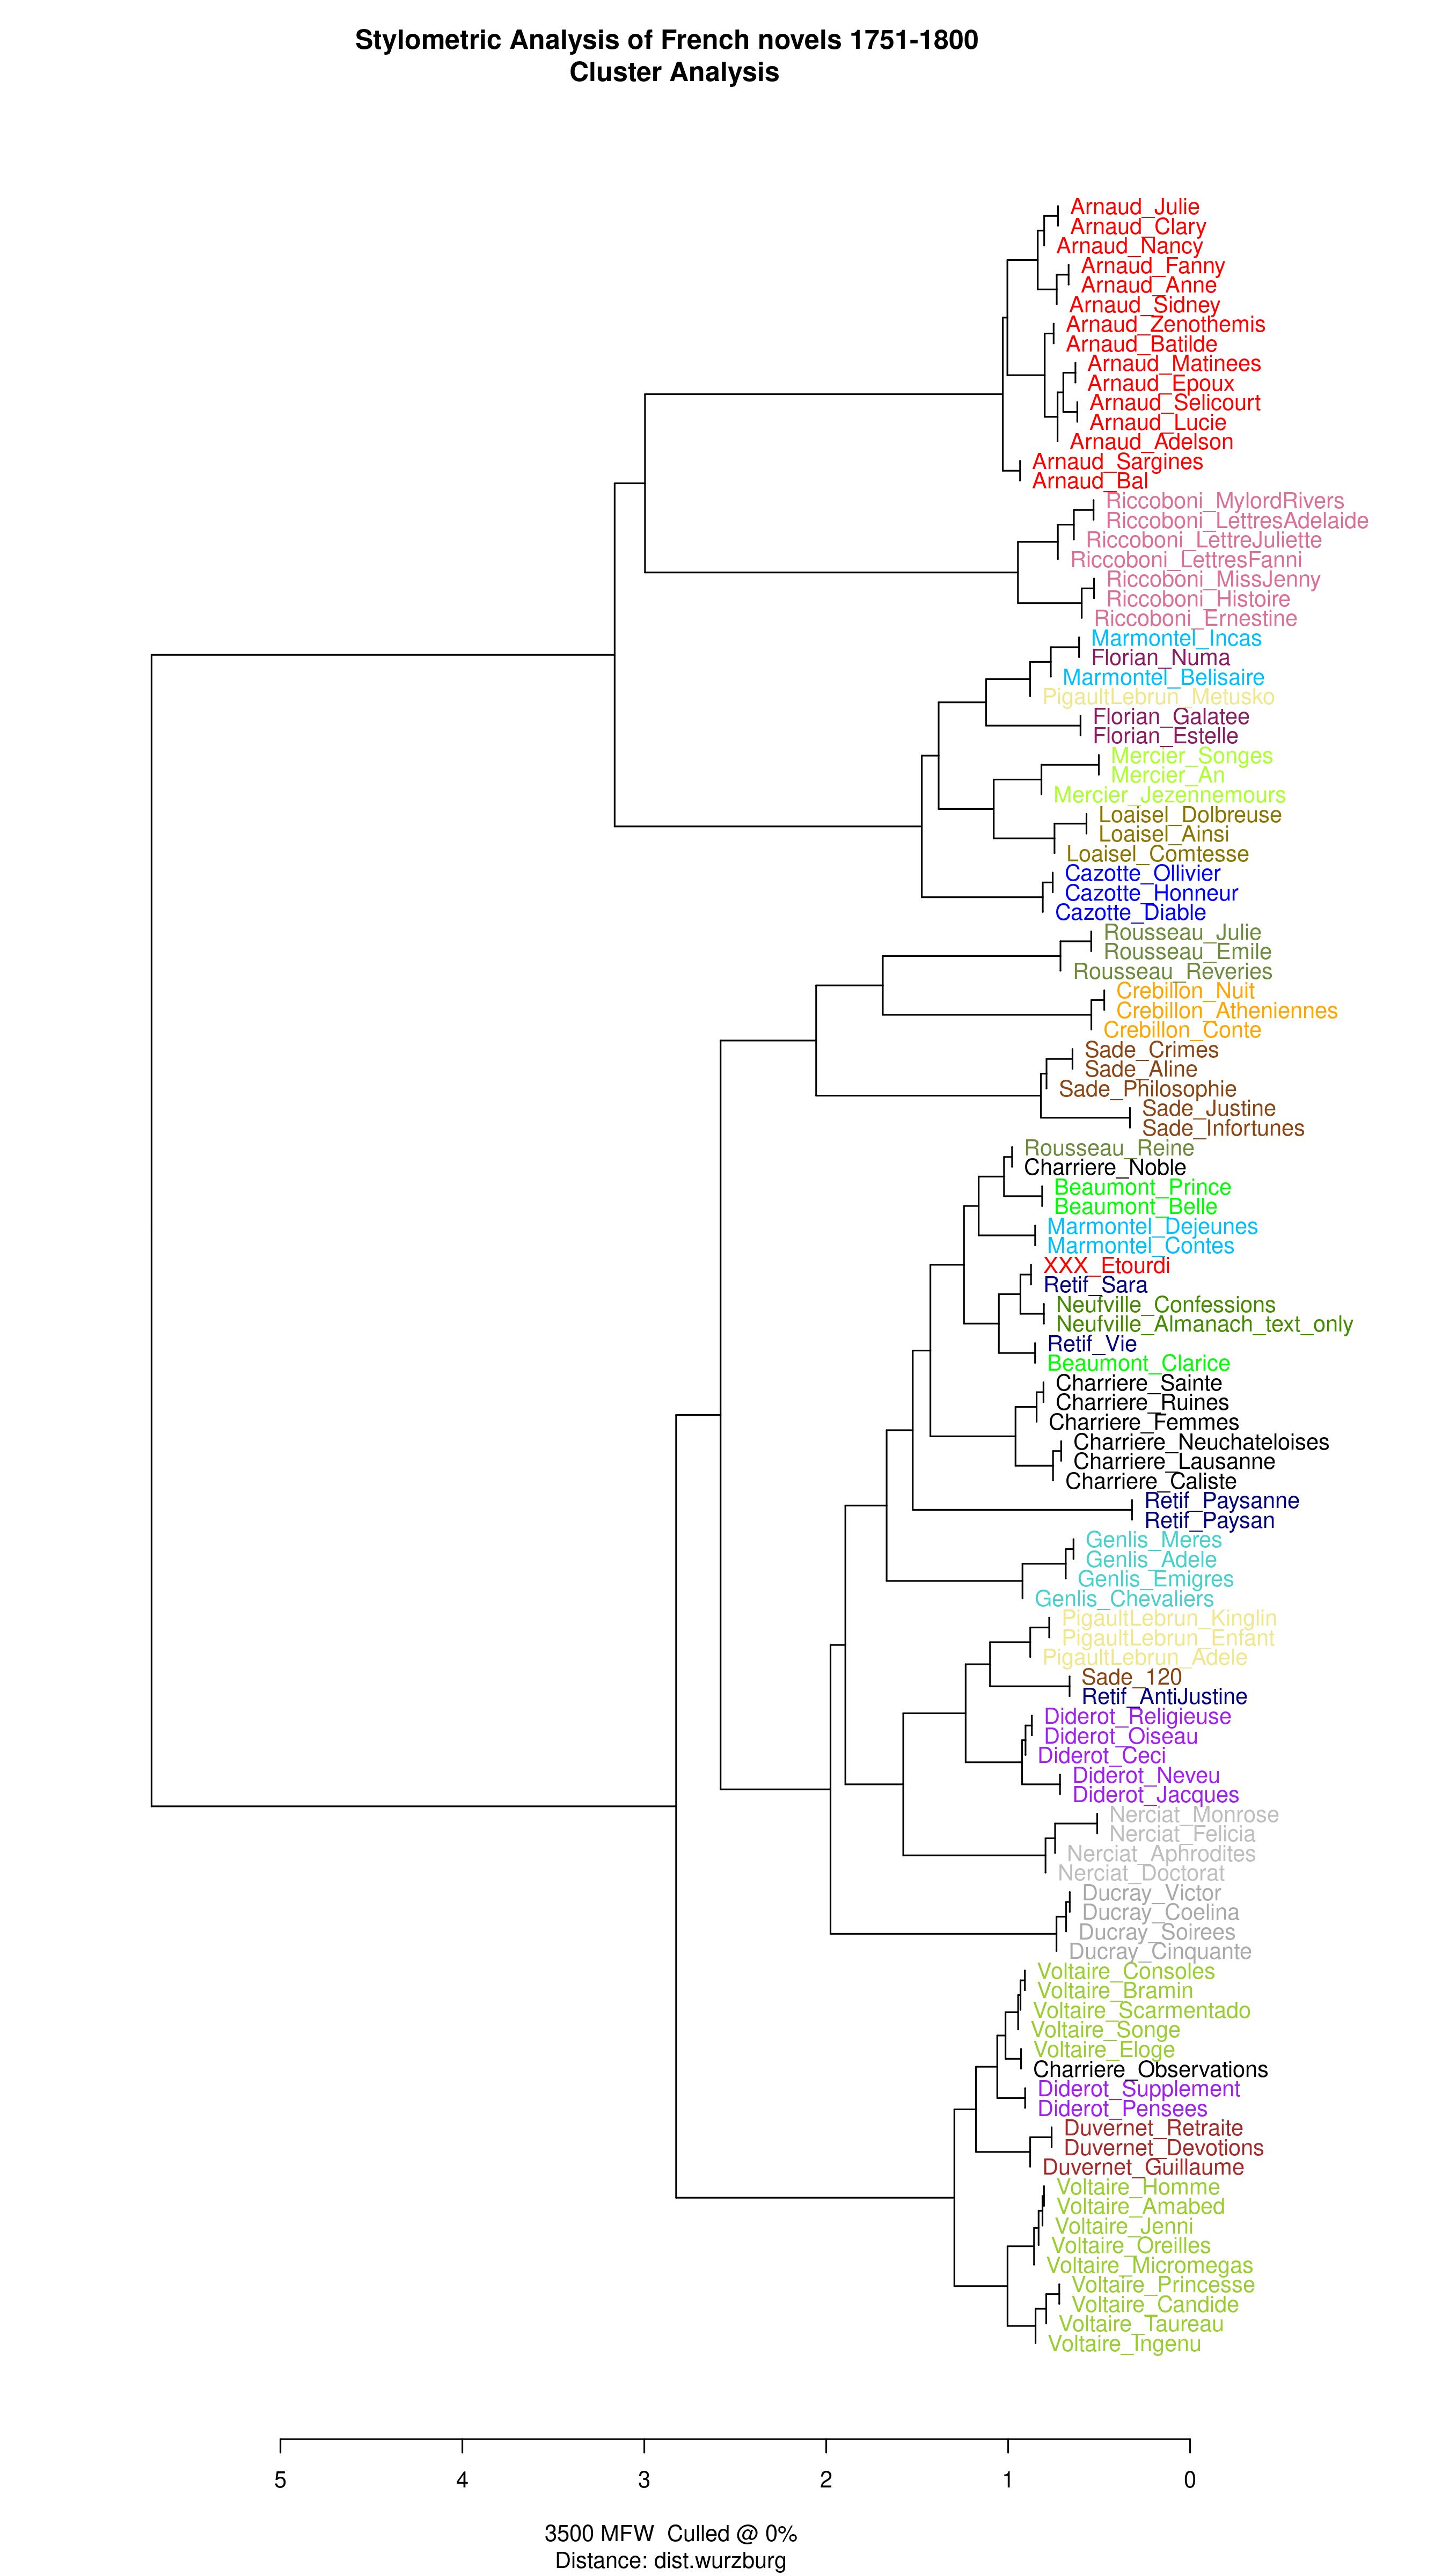 Stylometric Analysis of French novels 1751-1800
Cluster Analysis
Arnaud_Julie
Arnaud_Clary
Arnaud_Nancy
Arnaud_Fanny
Arnaud_Anne
Arnaud_Sidney
Arnaud_Zenothemis
Arnaud_Batilde
Arnaud_Matinees
Arnaud_Epoux
Arnaud_Selicourt
Arnaud_Lucie
Arnaud_Adelson
Arnaud_Sargines
Arnaud_Bal
Riccoboni_MylordRivers
Riccoboni_LettresAdelaide
Riccoboni_LettreJuliette
Riccoboni_LettresFanni
Riccoboni_MissJenny
Riccoboni_Histoire
Riccoboni_Ernestine
Marmontel_Incas
Florian_Numa
Marmontel_Belisaire
PigaultLebrun_Metusko
Florian_Galatee
Florian_Estelle
Mercier_Songes
Mercier_An
Mercier_Jezennemours
Loaisel_Dolbreuse
Loaisel_Ainsi
Loaisel_Comtesse
Cazotte_Ollivier
Cazotte_Honneur
Cazotte_Diable
Rousseau_Julie
Rousseau_Emile
Rousseau_Reveries
Crebillon_Nuit
Crebillon_Atheniennes
Crebillon_Conte
Sade_Crimes
Sade_Aline
Sade_Philosophie
Sade_Justine
Sade_Infortunes
Rousseau_Reine
Charriere_Noble
Beaumont_Prince
Beaumont_Belle
Marmontel_Dejeunes
Marmontel_Contes
XXX_Etourdi
Retif_Sara
Neufville_Confessions
Neufville_Almanach_text_only
Retif_Vie
Beaumont_Clarice
Charriere_Sainte
Charriere_Ruines
Charriere_Femmes
Charriere_Neuchateloises
Charriere_Lausanne
Charriere_Caliste
Retif_Paysanne
Retif_Paysan
Genlis_Meres
Genlis_Adele
Genlis_Emigres
Genlis_Chevaliers
PigaultLebrun_Kinglin
PigaultLebrun_Enfant
PigaultLebrun_Adele
Sade_120
Retif_AntiJustine
Diderot_Religieuse
Diderot_Oiseau
Diderot_Ceci
Diderot_Neveu
Diderot_Jacques
Nerciat_Monrose
Nerciat_Felicia
Nerciat_Aphrodites
Nerciat_Doctorat
Ducray_Victor
Ducray_Coelina
Ducray_Soirees
Ducray_Cinquante
Voltaire_Consoles
Voltaire_Bramin
Voltaire_Scarmentado
Voltaire_Songe
Voltaire_Eloge
Charriere_Observations
Diderot_Supplement
Diderot_Pensees
Duvernet_Retraite
Duvernet_Devotions
Duvernet_Guillaume
Voltaire_Homme
Voltaire_Amabed
Voltaire_Jenni
Voltaire_Oreilles
Voltaire_Micromegas
Voltaire_Princesse
Voltaire_Candide
Voltaire_Taureau
Voltaire_Ingenu
5 4 3 2 1 0
3500 MFW Culled @ 0%
Distance: dist.wurzburg